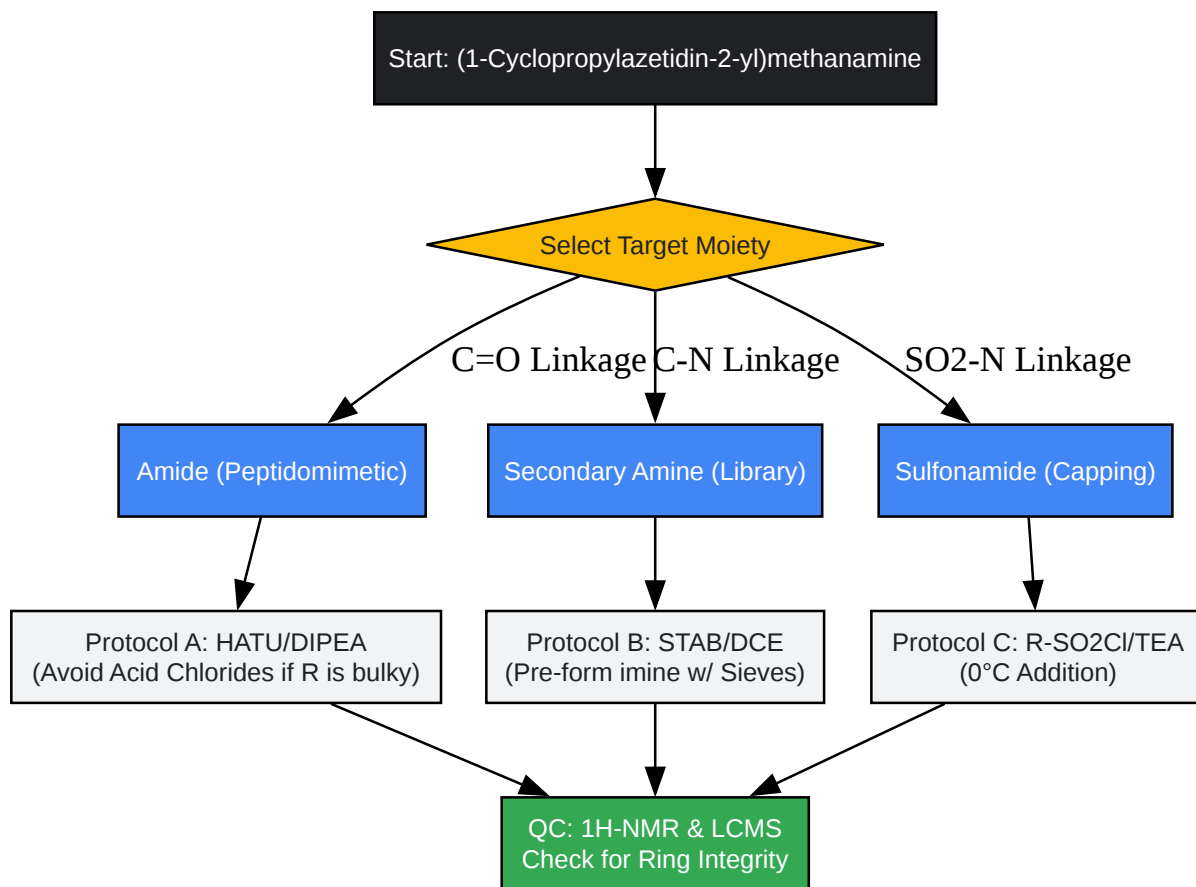 Start: (1-Cyclopropylazetidin-2-yl)methanamine
Select Target Moiety
C=O Linkage
C-N Linkage
SO2-N Linkage
Amide (Peptidomimetic)
Secondary Amine (Library)
Sulfonamide (Capping)
Protocol A: HATU/DIPEA
(Avoid Acid Chlorides if R is bulky)
Protocol B: STAB/DCE
(Pre-form imine w/ Sieves)
Protocol C: R-SO2Cl/TEA
(0°C Addition)
QC: 1H-NMR & LCMS
Check for Ring Integrity